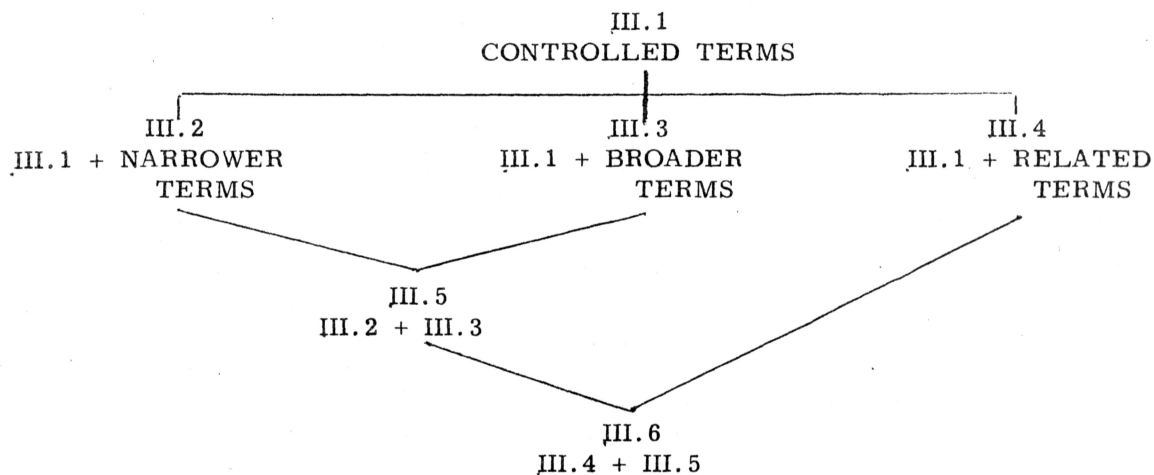 III.1
CONTROLLED TERMS
III.2 III.3 III.4
III.1 + NARROWER III.1 + BROADER III.1 + RELATED
TERMS TERMS TERMS
III.5
III.2 + III.3
III.6
III.4 + III.5